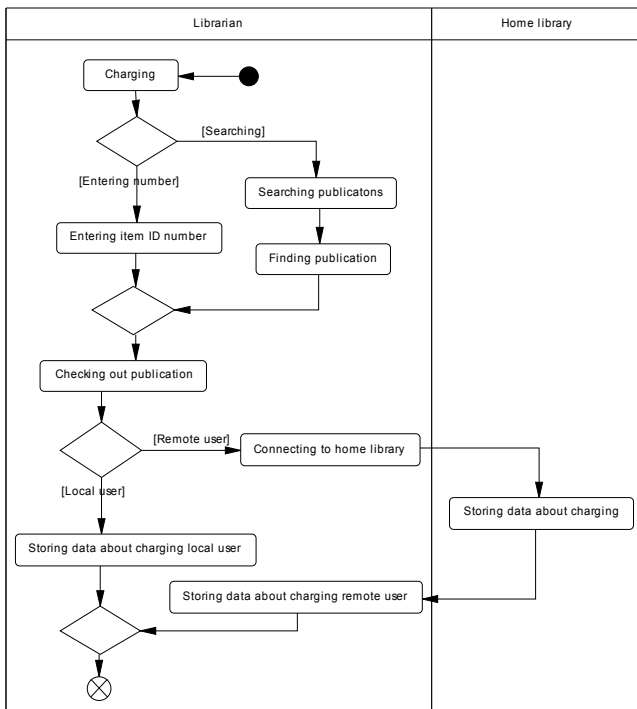 Librarian
Home library
Charging
[Searching]
[Entering number]
Searching publicatons
Entering item ID number
Finding publication
Checking out publication
[Remote user]
Connecting to home library
[Local user]
Storing data about charging
Storing data about charging local user
Storing data about charging remote user